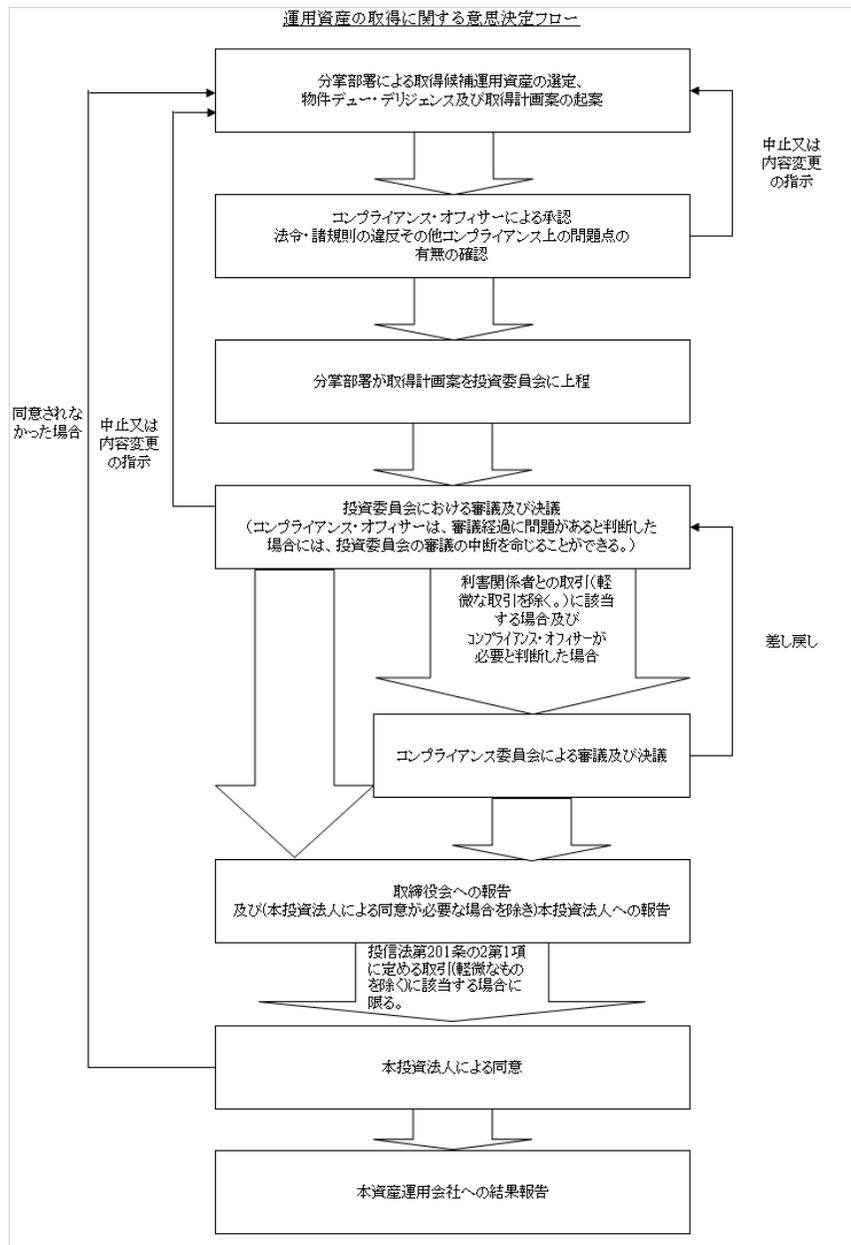 運用資産の取得に関する意思決定フロー
分掌部署による取得候補運用資産の選定、
物件デュー・デリジェンス及び取得計画案の起案
中止又は
内容変更
の指示
コンプライアンス・オフィサーによる承認
法令・諸規則の違反その他コンプライアンス上の問題点の
有無の確認
分掌部署が取得計画案を投資委員会に上程
同意されな
かった場合
中止又は
内容変更
の指示
投資委員会における審議及び決議
(コンプライアンス・オフィサーは、審議経過に問題があると判断した
場合には、投資委員会の審議の中断を命じることができる。)
利害関係者との取引(軽
微な取引を除く。)に該当
する場合及び
コンプライアンス・オフィサーが
必要と判断した場合
差し戻し
コンプライアンス委員会による審議及び決議
取締役会への報告
及び(本投資法人による同意が必要な場合を除き)本投資法人への報告
投信法第201条の2第1項
に定める取引(軽微なもの
を除く)に該当する場合に
限る。
本投資法人による同意
本資産運用会社への結果報告